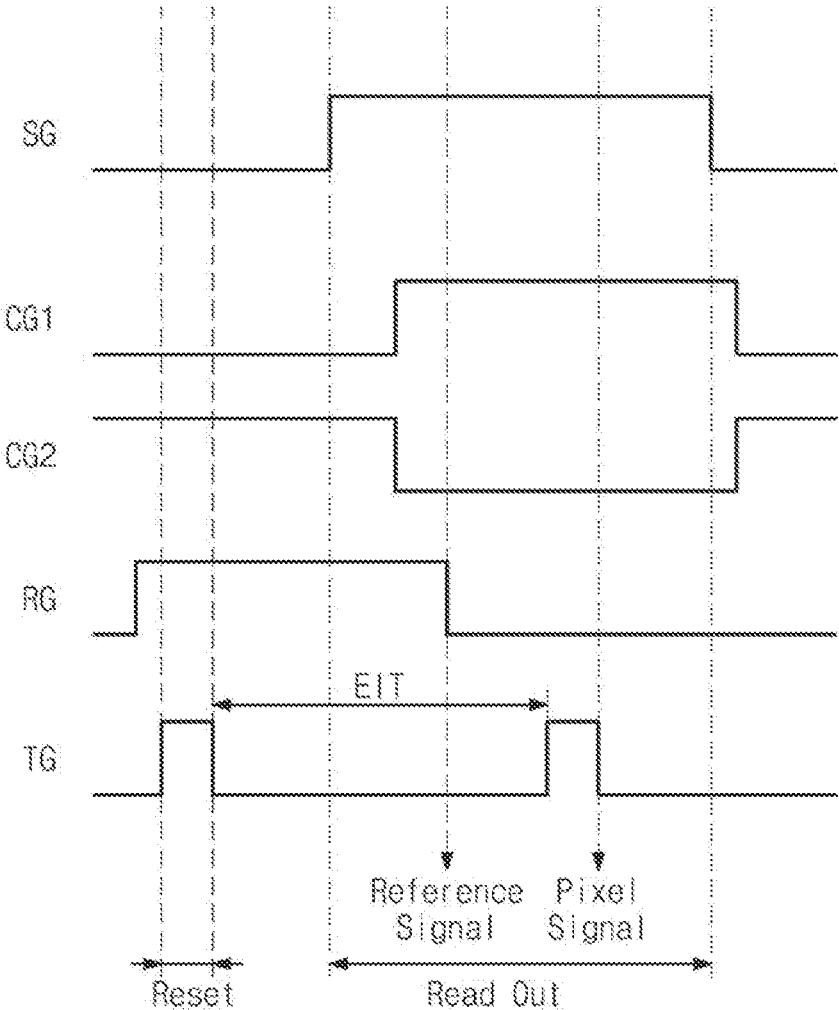 SG
CG1
CG2
RG
EIT
TG
Reference
Signal
Pixel
Signal
Reset
Read Out